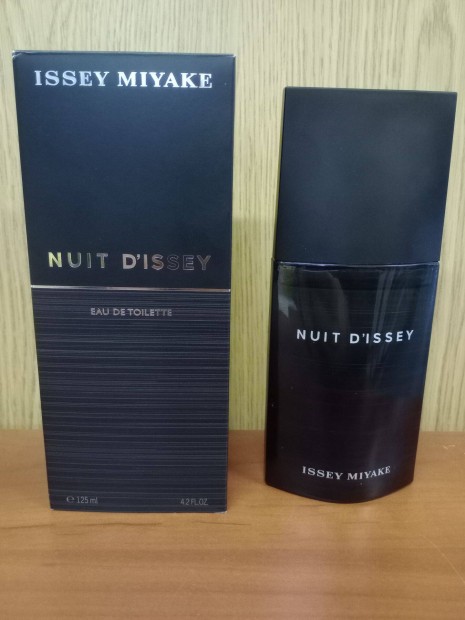 ISSEY MIYAKE
NUIT D'ISSEY
EAU DE TOILETTE
℮ 125 ml 4.2 FL.OZ.
NUIT D'ISSEY
ISSEY MIYAKE